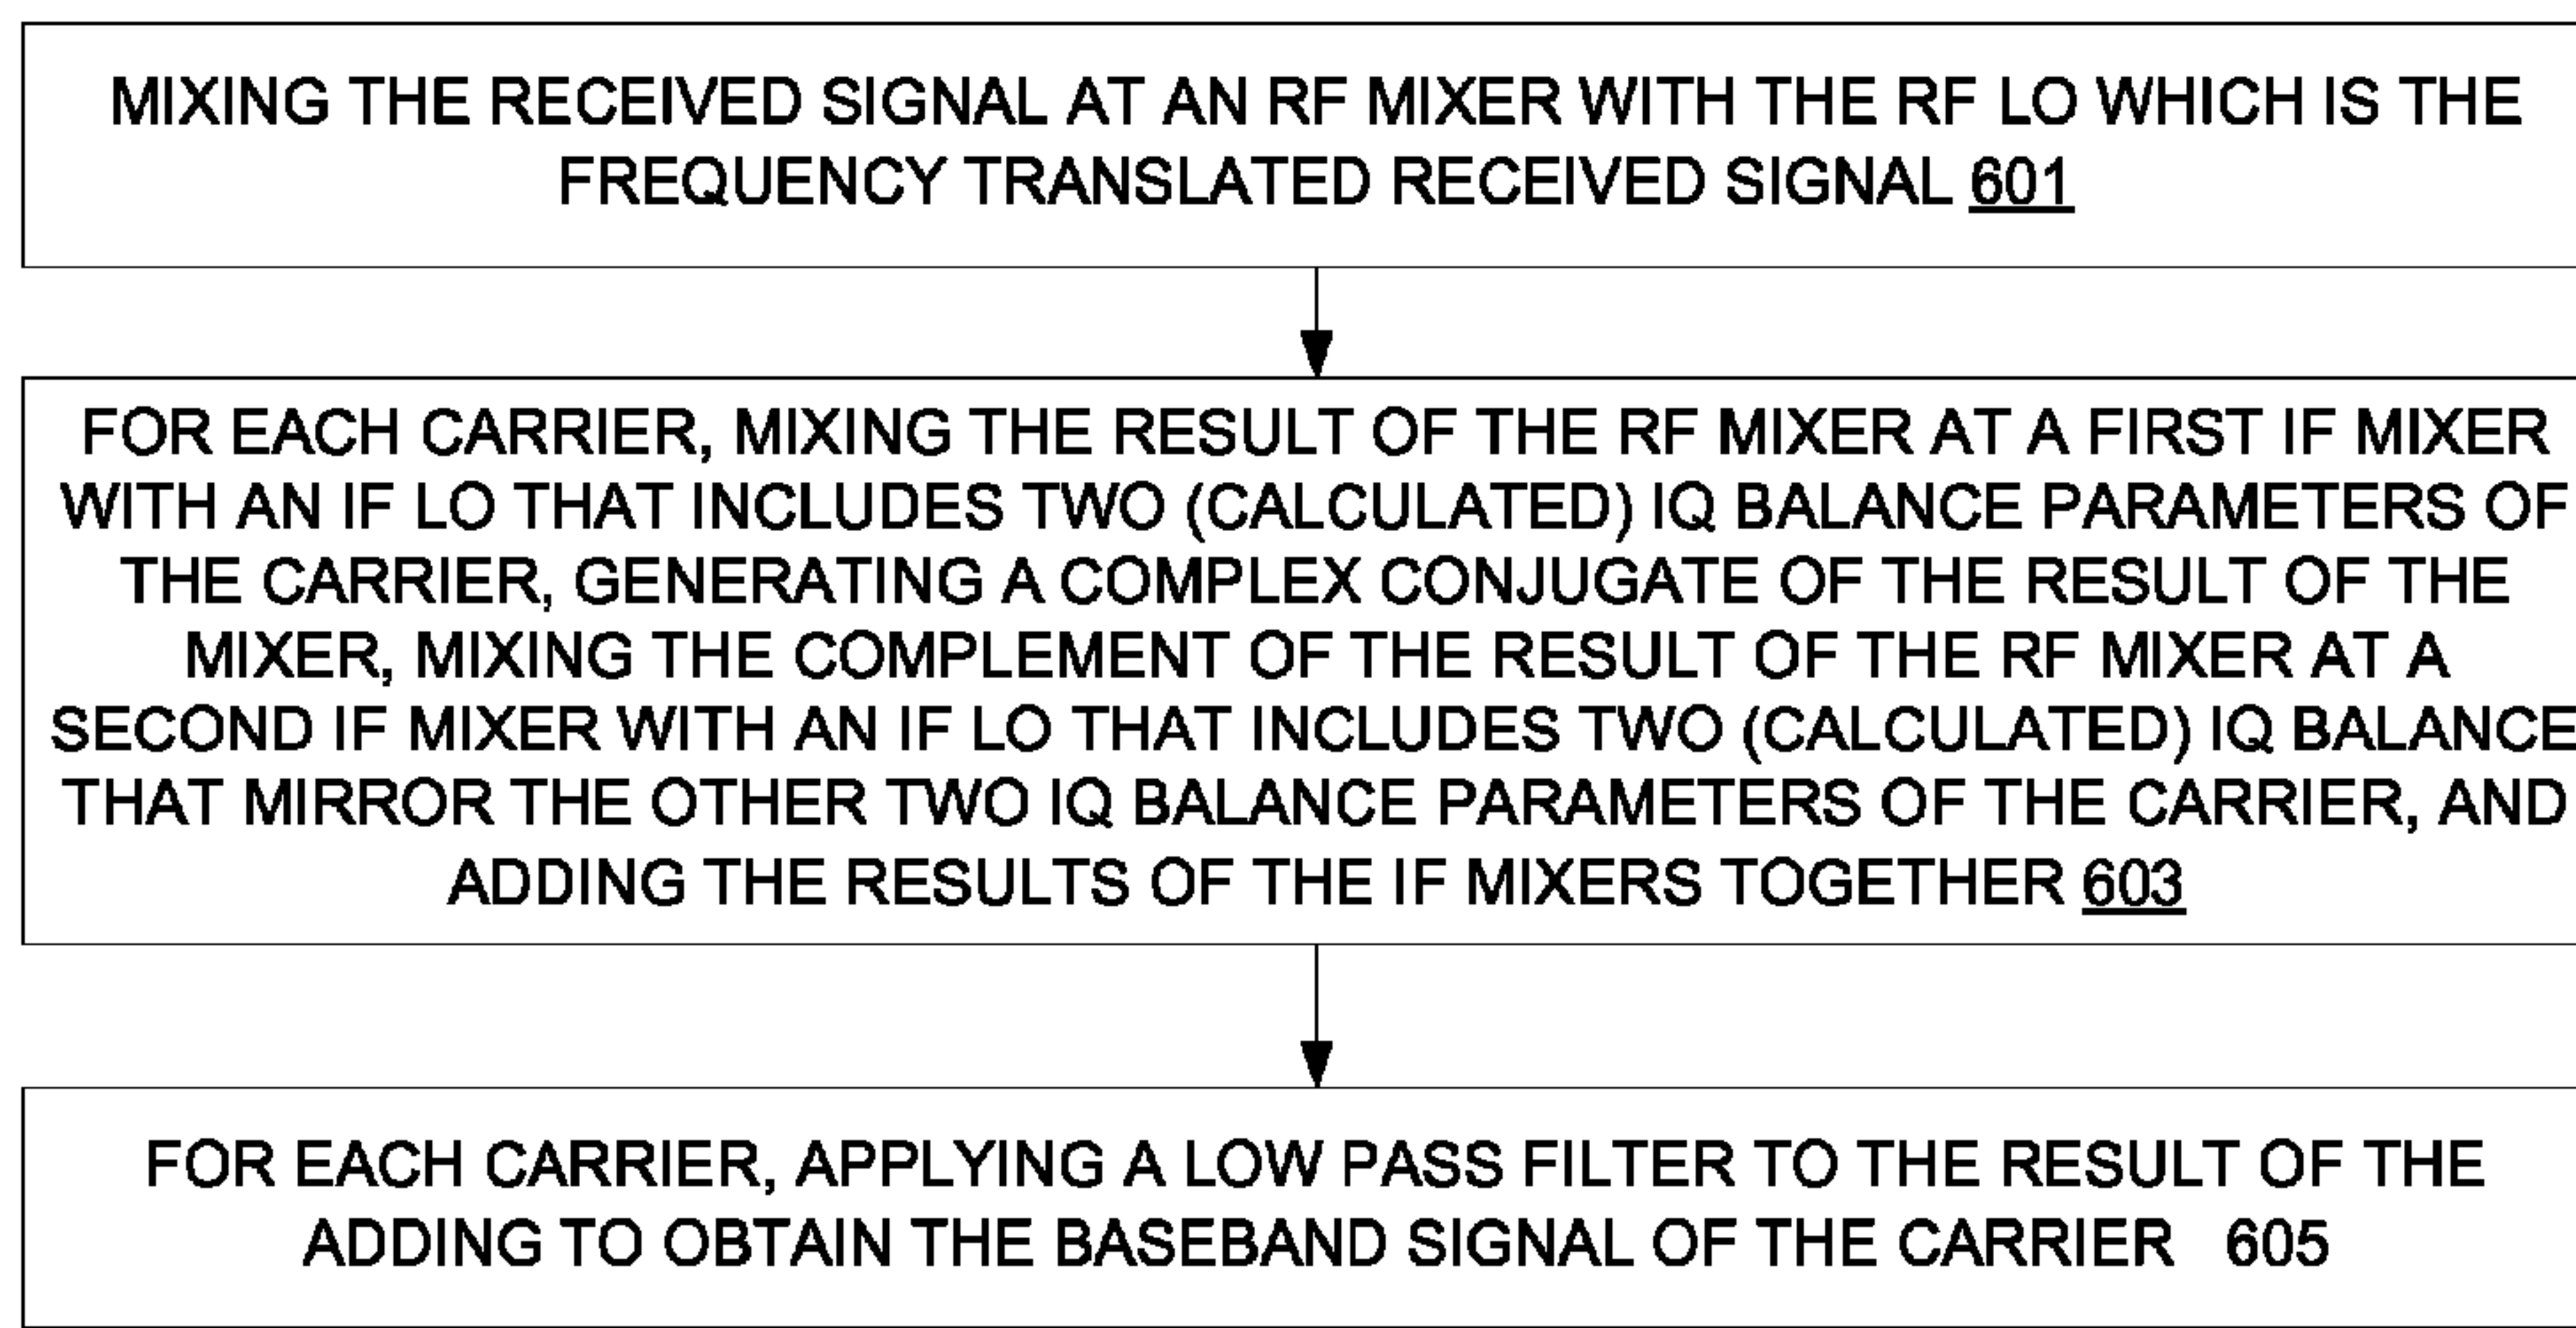 MIXING THE RECEIVED SIGNAL AT AN RF MIXER WITH THE RF LO WHICH IS THE
FREQUENCY TRANSLATED RECEIVED SIGNAL 601
FOR EACH CARRIER, MIXING THE RESULT OF THE RF MIXER AT A FIRST IF MIXER
WITH AN IF LO THAT INCLUDES TWO (CALCULATED) IQ BALANCE PARAMETERS OF
THE CARRIER, GENERATING A COMPLEX CONJUGATE OF THE RESULT OF THE
MIXER, MIXING THE COMPLEMENT OF THE RESULT OF THE RF MIXER AT A
SECOND IF MIXER WITH AN IF LO THAT INCLUDES TWO (CALCULATED) IQ BALANCE
THAT MIRROR THE OTHER TWO IQ BALANCE PARAMETERS OF THE CARRIER, AND
ADDING THE RESULTS OF THE IF MIXERS TOGETHER 603
FOR EACH CARRIER, APPLYING A LOW PASS FILTER TO THE RESULT OF THE
ADDING TO OBTAIN THE BASEBAND SIGNAL OF THE CARRIER 605